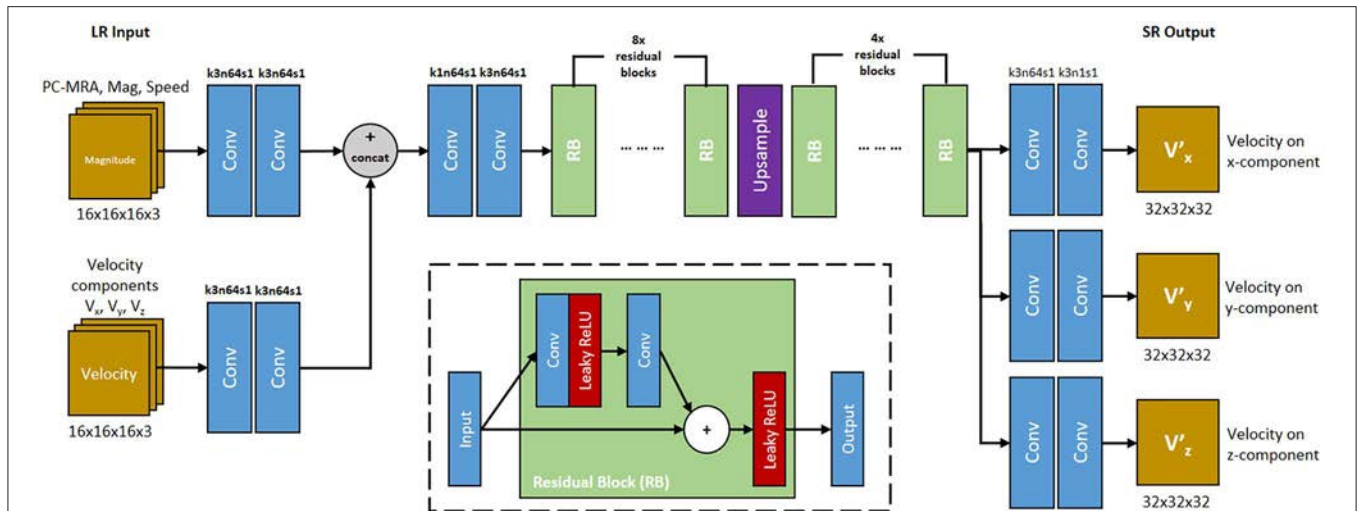 LR Input
SR Output
8x
residual
blocks
4x
residual
blocks
PC-MRA, Mag, Speed
k3n64s1 k3n64s1
k1n64s1 k3n64s1
k3n64s1 k3n1s1
Magnitude
Conv
Conv
+
concat
Conv
Conv
RB
... ... ...
RB
Upsample
RB
... ... ...
RB
Conv
Conv
V'x
Velocity on
x-component
16x16x16x3
32x32x32
Velocity
components
Vx, Vy, Vz
k3n64s1 k3n64s1
Velocity
Conv
Conv
16x16x16x3
Conv
Conv
V'y
Velocity on
y-component
32x32x32
Input
Conv
Leaky ReLU
Conv
+
Leaky ReLU
Output
Residual Block (RB)
Conv
Conv
V'z
Velocity on
z-component
32x32x32